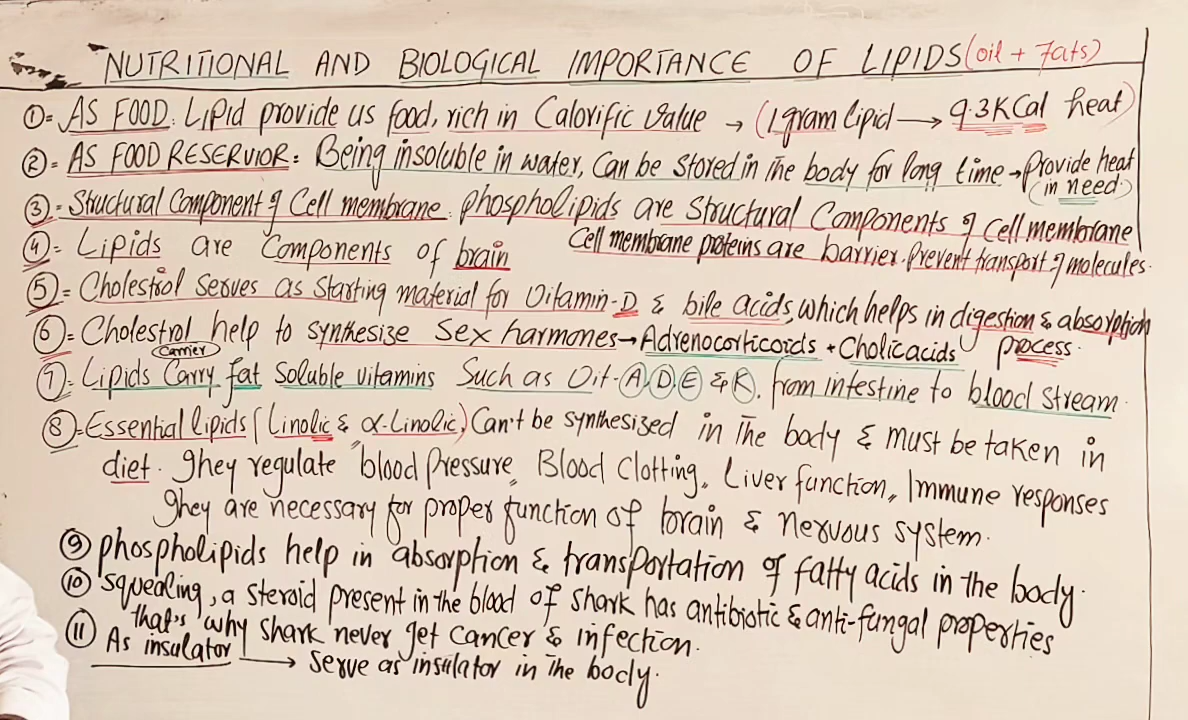 NUTRITIONAL AND BIOLOGICAL IMPORTANCE OF LIPIDS (oil + Fats)
①= AS FOOD: Lipid provide us food, rich in Calorific Value → (1 gram lipid → 9.3 KCal heat)
②= AS FOOD RESERVIOR: Being insoluble in water, Can be Stored in The body for long time → Provide heat
(in need.)
③= Structural Component of Cell membrane: phospholipids are Structural Components of Cell membrane
④= Lipids are Components of brain Cell membrane proteins are barrier. Prevent transport of molecules.
⑤= Cholestrol Serves as Starting material for Vitamin-D & bile acids, which helps in digestion & absorption
⑥= Cholestrol help to synthesize Sex harmones → Adrenocorticoids + Cholicacids process.
(Carrier)
⑦= Lipids Carry fat Soluble vitamins Such as Vit- A, D, E & K. from intestine to blood stream.
⑧= Essential lipids (Linolic & α-Linolic) Can't be synthesized in The body & must be taken in
diet. They regulate "blood Pressure, Blood Clotting, Liver function, Immune responses
They are necessary for proper function of brain & nervous system.
⑨ phospholipids help in absorption & transportation of fatty acids in the body.
⑩ squealing, a steroid present in the blood of shark has antibiotic & anti-fungal properties
that's why shark never get cancer & infection.
⑪ As insulator → Serve as insulator in The body.